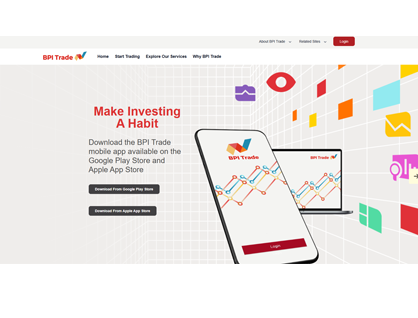 About BPI Trade
Related Sites
Login
BPI Trade
Home
Start Trading
Explore Our Services
Why BPI Trade
Make Investing
A Habit
Download the BPI Trade
mobile app available on the
Google Play Store and
Apple App Store
Download From Google Play Store
Download From Apple App Store
BPI Trade
Login
BPI Trade